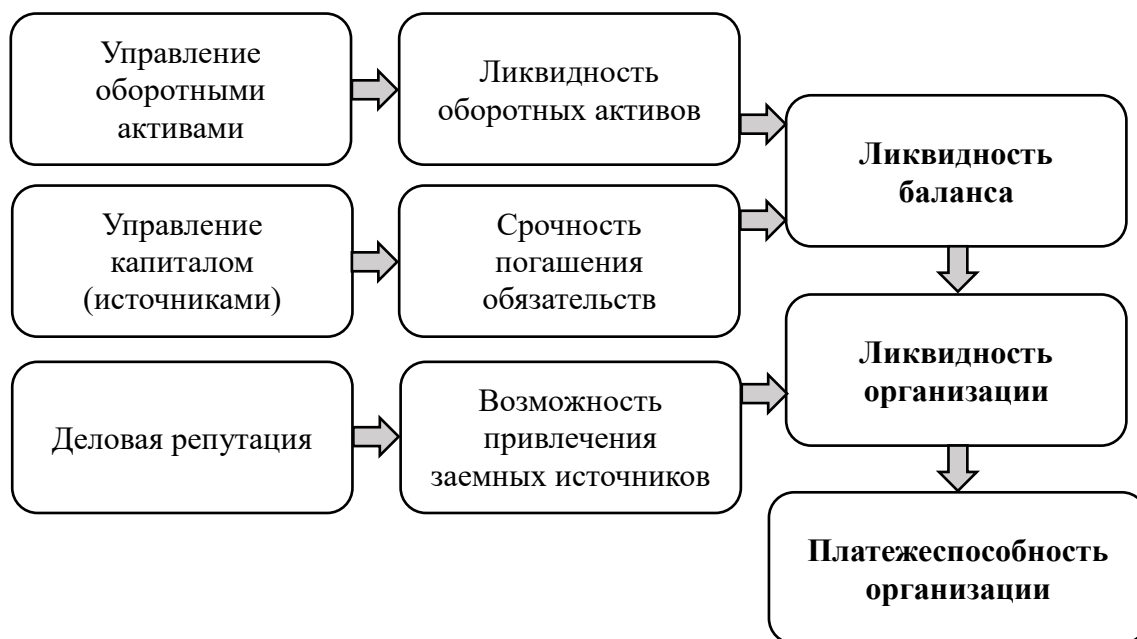 Управление
оборотными
активами
Ликвидность
оборотных активов
Ликвидность
баланса
Управление
капиталом
(источниками)
Срочность
погашения
обязательств
Ликвидность
организации
Деловая репутация
Возможность
привлечения
заемных источников
Платежеспособность
организации